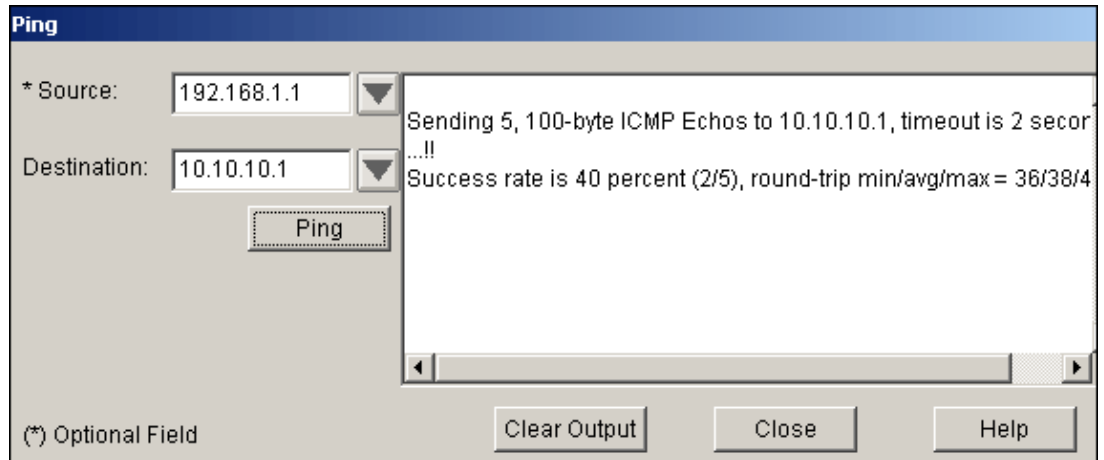 Ping
* Source:
192.168.1.1
Destination:
10.10.10.1
Ping
Sending 5, 100-byte ICMP Echos to 10.10.10.1, timeout is 2 secor
...!!
Success rate is 40 percent (2/5), round-trip min/avg/max = 36/38/4
(*) Optional Field
Clear Output
Close
Help